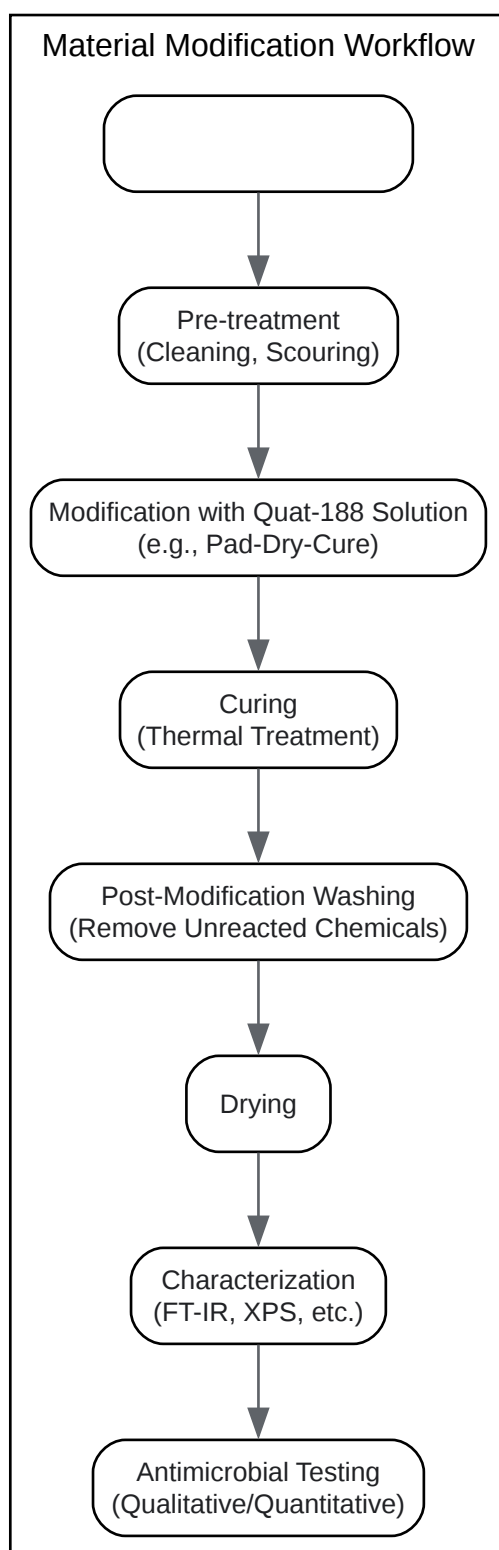 Material Modification Workflow
Pre-treatment
(Cleaning, Scouring)
Modification with Quat-188 Solution
(e.g., Pad-Dry-Cure)
Curing
(Thermal Treatment)
Post-Modification Washing
(Remove Unreacted Chemicals)
Drying
Characterization
(FT-IR, XPS, etc.)
Antimicrobial Testing
(Qualitative/Quantitative)